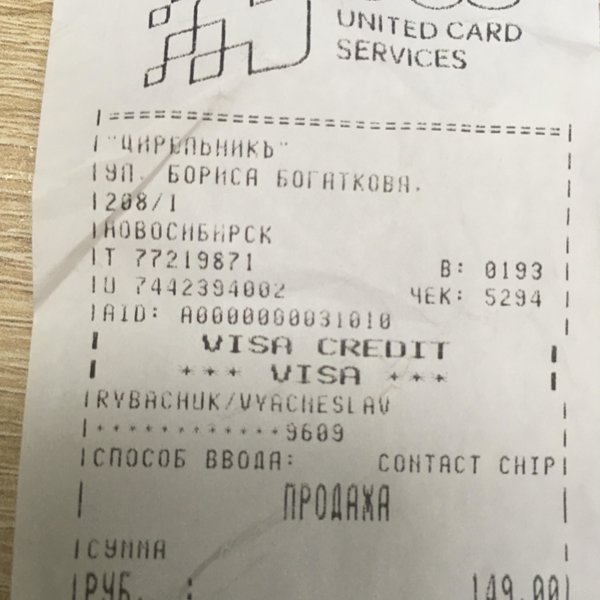 UNITED CARD
SERVICES
"ЦИРЕЛЬНИКЪ"
УЛ. БОРИСА БОГАТКОВА,
208/1
НОВОСИБИРСК
T 77219871 B: 0193
U 7442394002 ЧЕК: 5294
AID: A0000000031010
VISA CREDIT
*** VISA ***
RYBACHUK/VYACHESLAV
************9609
СПОСОБ ВВОДА: CONTACT CHIP
ПРОДАЖА
СУММА
РУБ. : 149.00